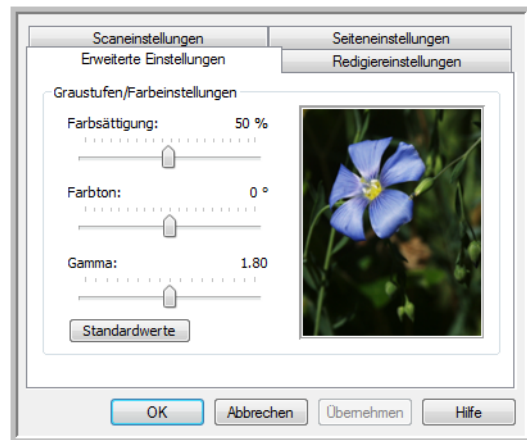 Scaneinstellungen
Seiteneinstellungen
Erweiterte Einstellungen
Redigiereinstellungen
Graustufen/Farbeinstellungen
Farbsättigung: 50 %
Farbton: 0 °
Gamma: 1.80
Standardwerte
OK
Abbrechen
Übernehmen
Hilfe